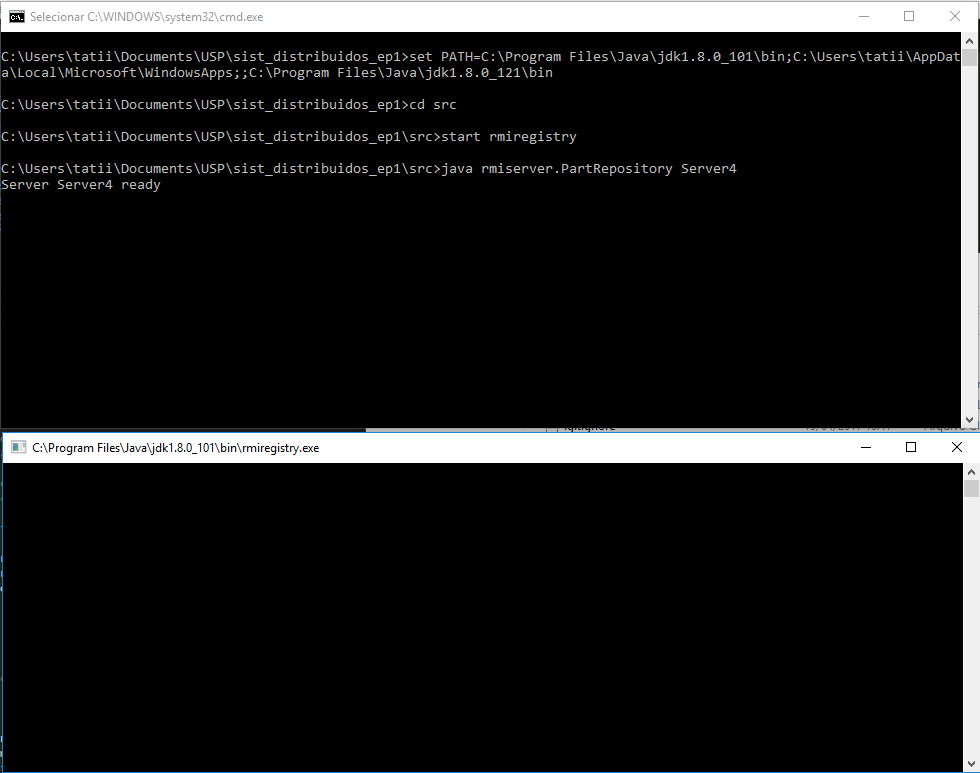 Selecionar C:\WINDOWS\system32\cmd.exe
C:\Users\tatii\Documents\USP\sist_distribuidos_ep1>set PATH=C:\Program Files\Java\jdk1.8.0_101\bin;C:\Users\tatii\AppDat
a\Local\Microsoft\WindowsApps;;C:\Program Files\Java\jdk1.8.0_121\bin
C:\Users\tatii\Documents\USP\sist_distribuidos_ep1>cd src
C:\Users\tatii\Documents\USP\sist_distribuidos_ep1\src>start rmiregistry
C:\Users\tatii\Documents\USP\sist_distribuidos_ep1\src>java rmiserver.PartRepository Server4
Server Server4 ready
C:\Program Files\Java\jdk1.8.0_101\bin\rmiregistry.exe